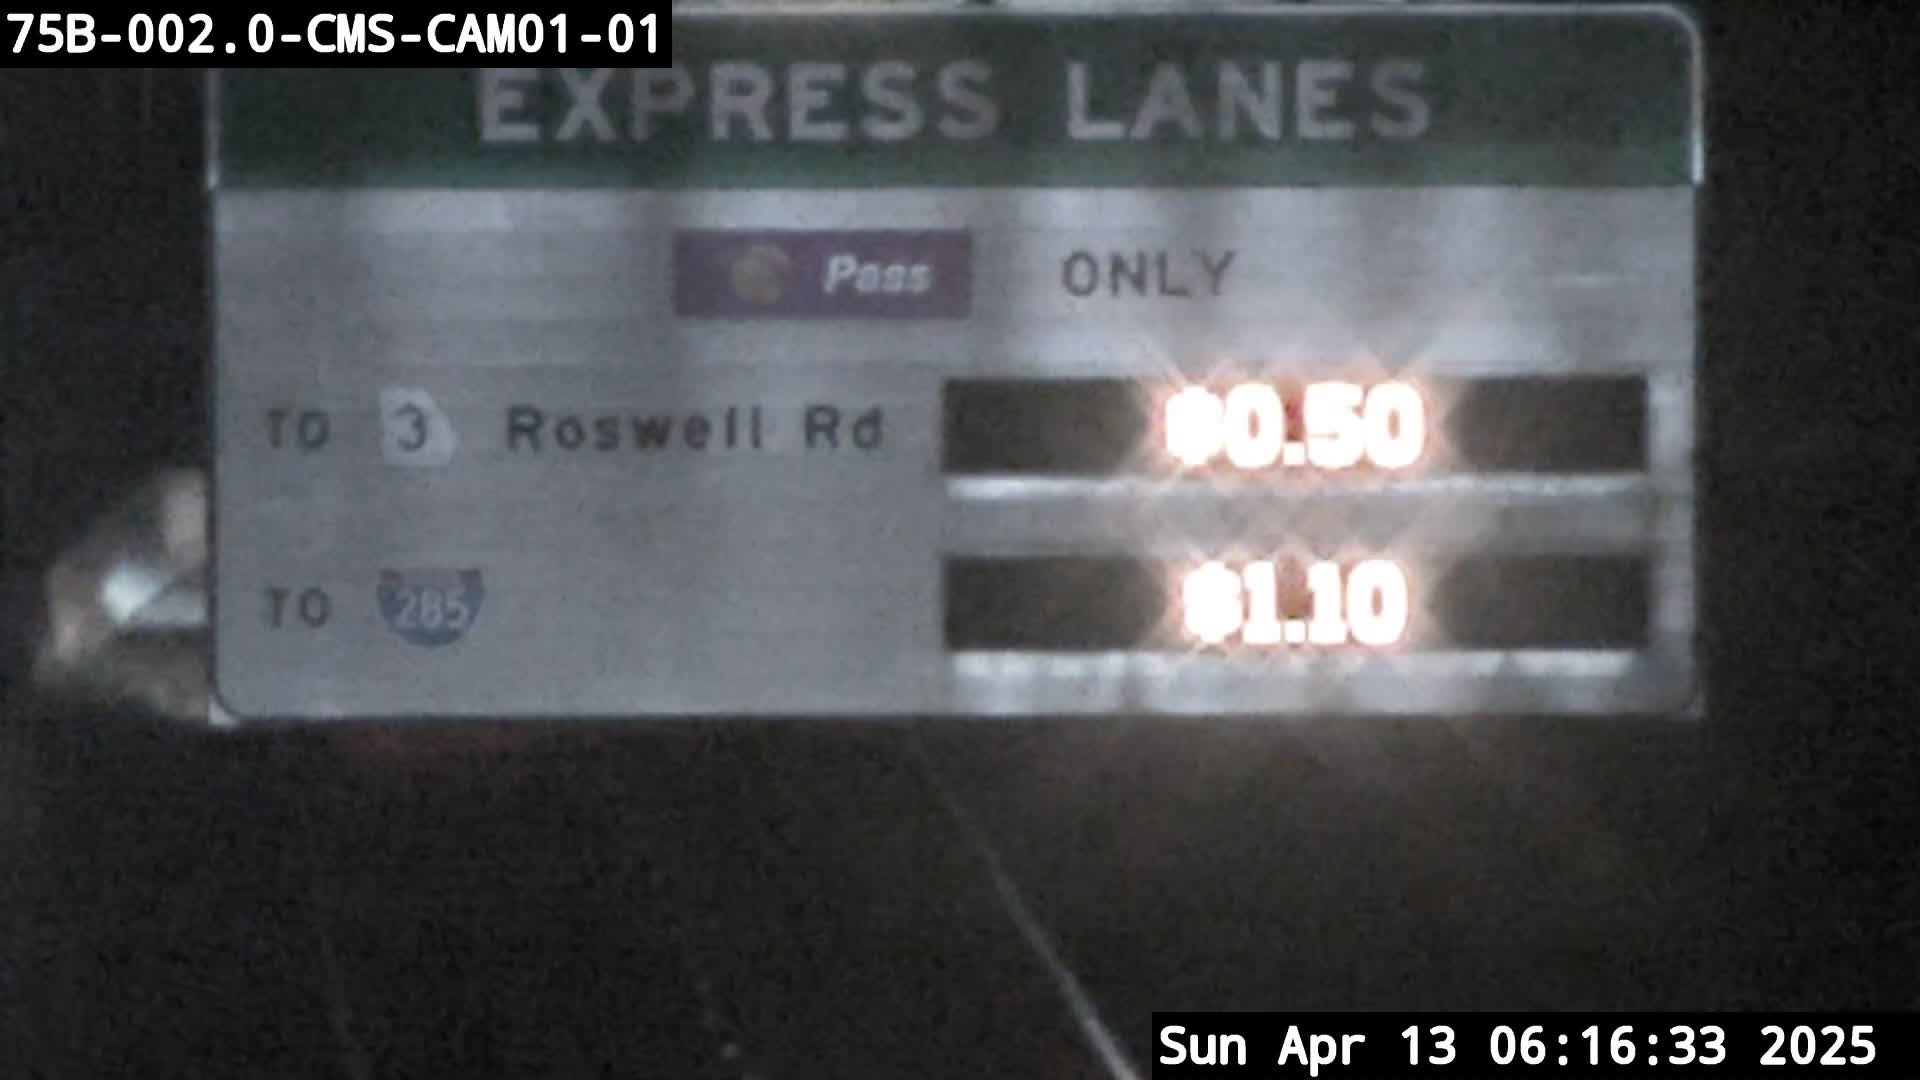 75B-002.0-CMS-CAM01-01
EXPRESS LANES
Pass ONLY
TO 3 Roswell Rd $0.50
TO 285 $1.10
Sun Apr 13 06:16:33 2025